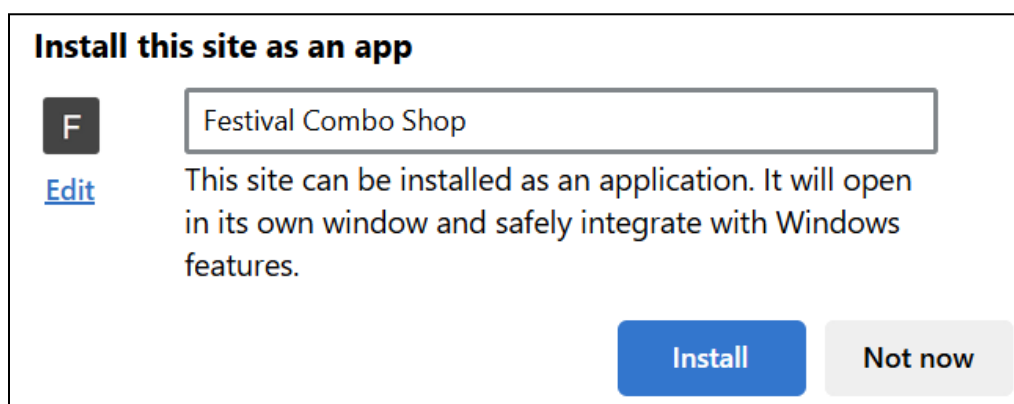 Install this site as an app
F
Festival Combo Shop
Edit
This site can be installed as an application. It will open
in its own window and safely integrate with Windows
features.
Install
Not now